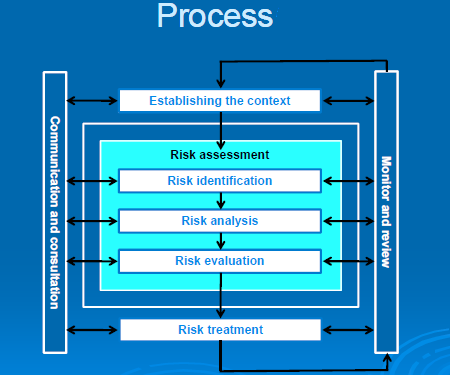 Process
Establishing the context
Communication and consultation
Monitor and review
Risk assessment
Risk identification
Risk analysis
Risk evaluation
Risk treatment